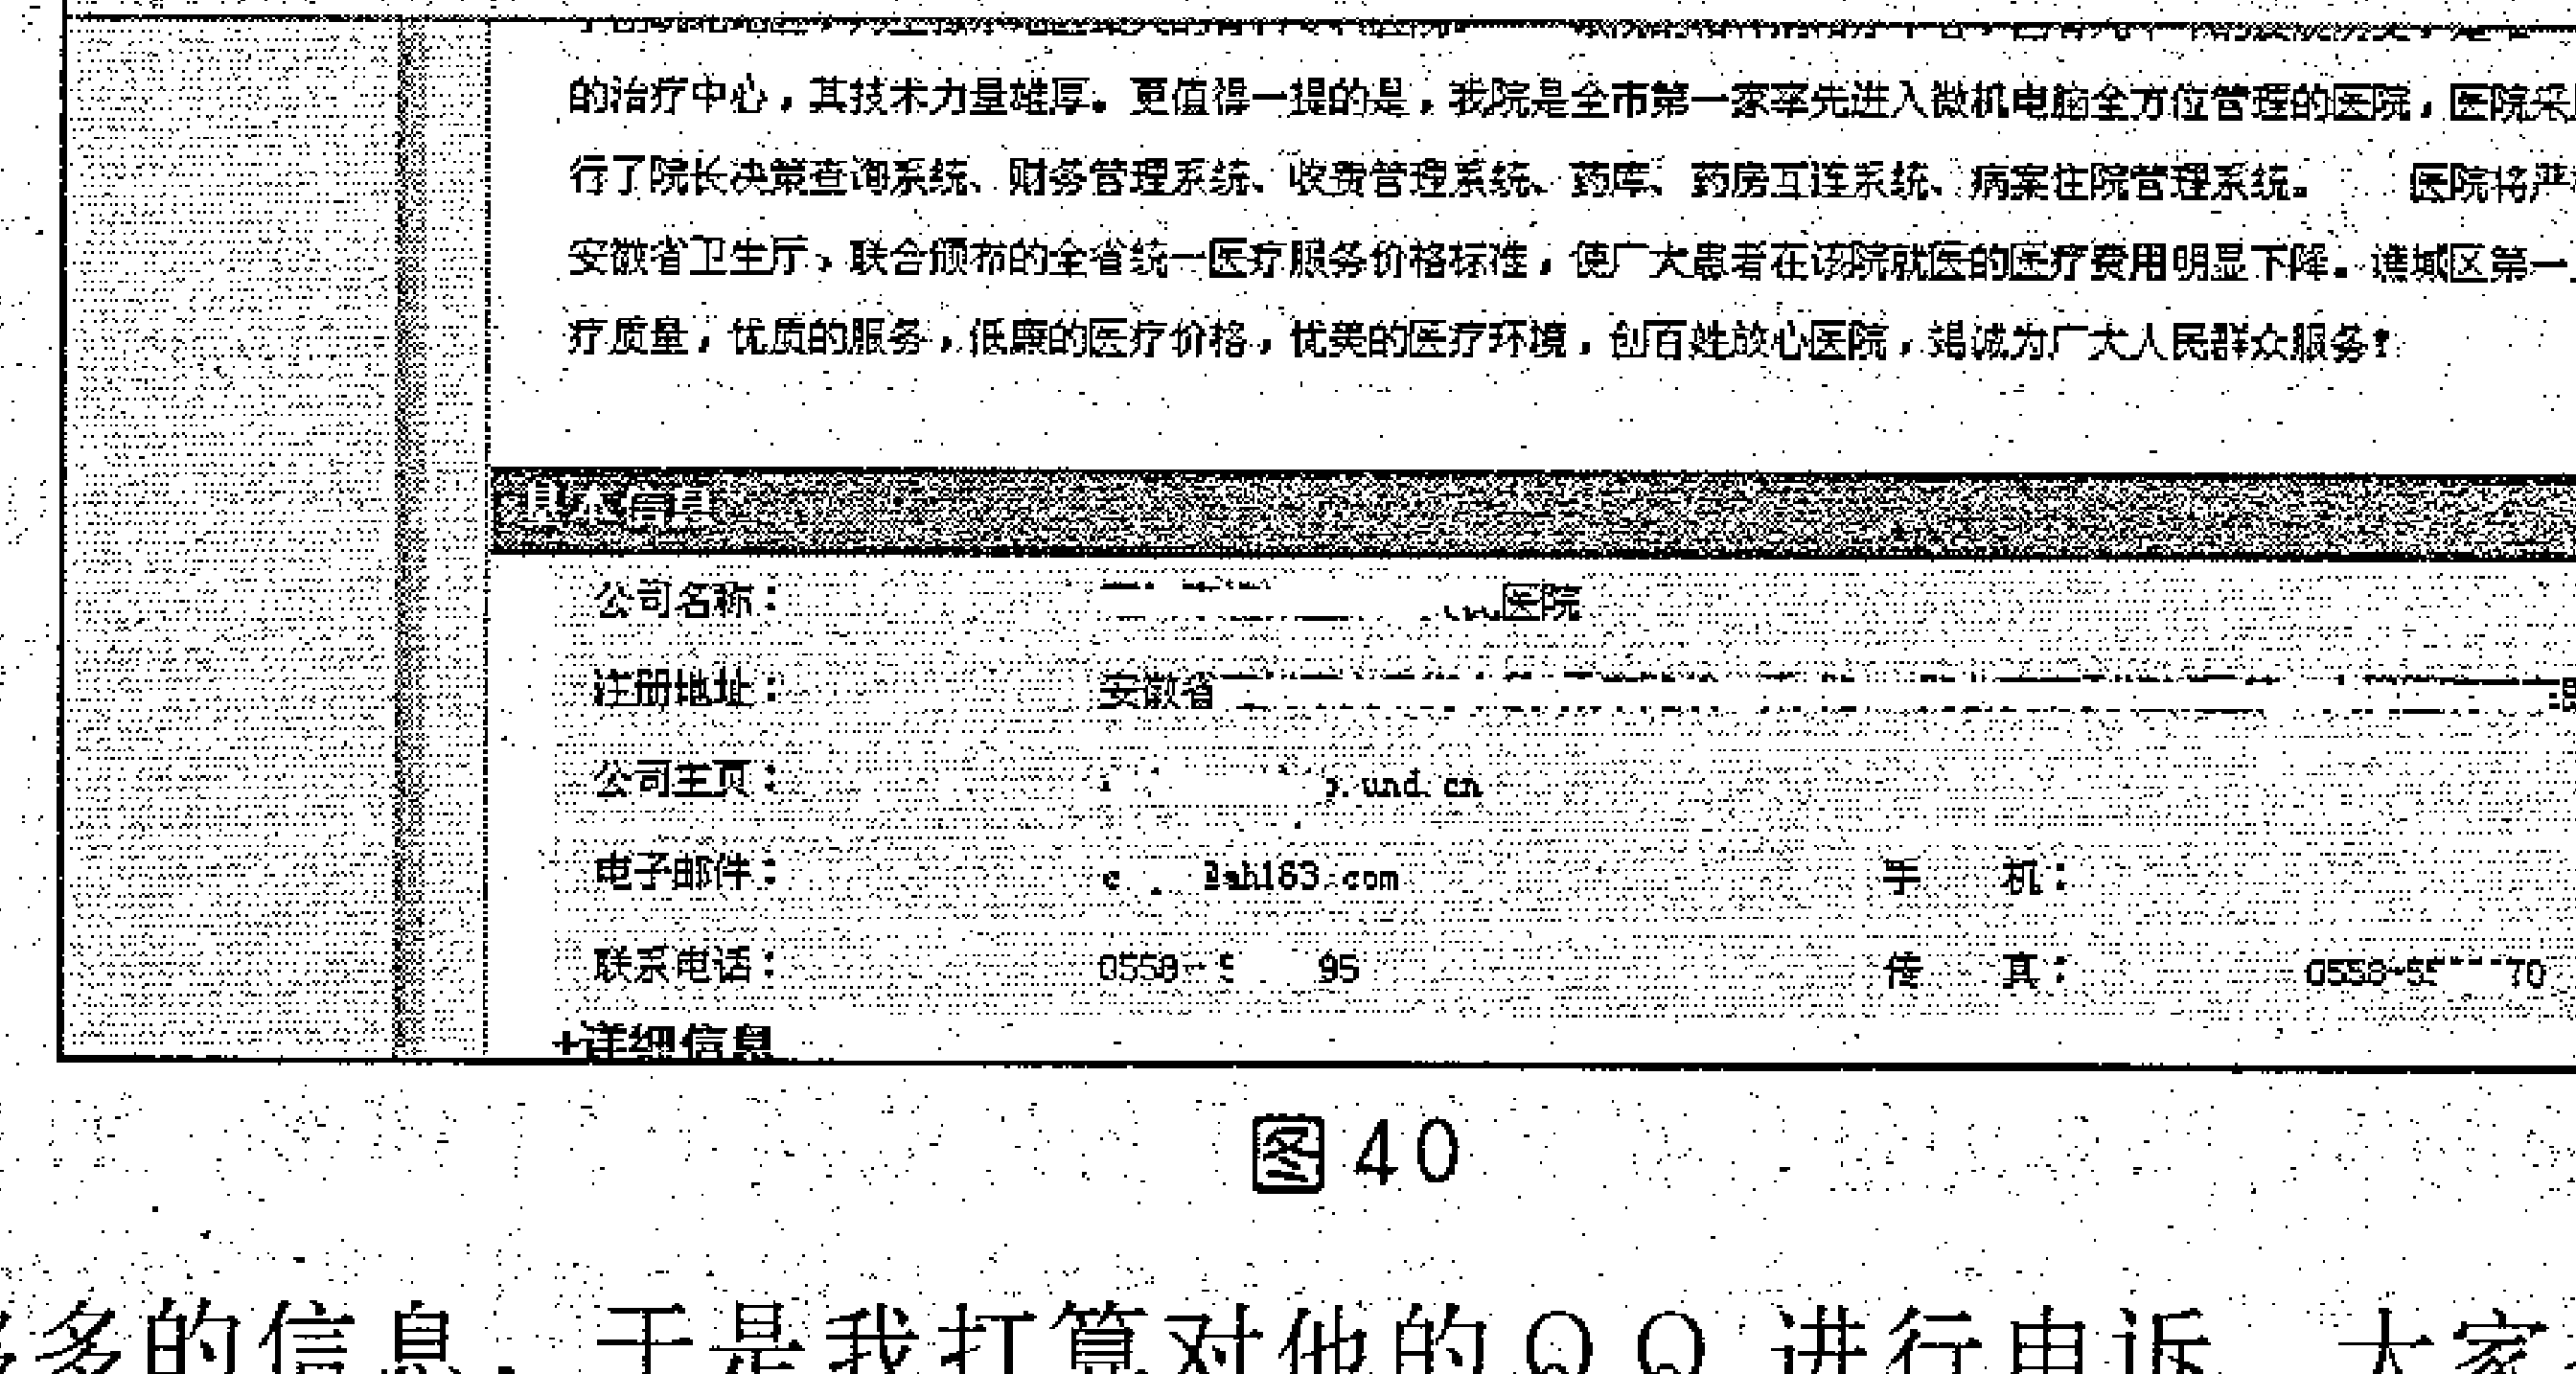 的治疗中心，其技术力量雄厚。更值得一提的是，我院是全市第一家率先进入微机电脑全方位管理的医院，医院采
行了院长决策查询系统、财务管理系统、收费管理系统、药库、药房互连系统、病案住院管理系统。 医院将严
安徽省卫生厅、联合颁布的全省统一医疗服务价格标准，使广大患者在该院就医的医疗费用明显下降。谯城区第一
疗质量，优质的服务，低廉的医疗价格，优美的医疗环境，创百姓放心医院，竭诚为广大人民群众服务！
基本信息
公司名称： 医院
注册地址： 安徽省
公司主页： .und.cn
电子邮件： @ah163.com 手 机：
联系电话： 0558-5 95 传 真： 0558-55 70
+详细信息
图40
多的信息，于是我打算对他的QQ进行申诉 大家